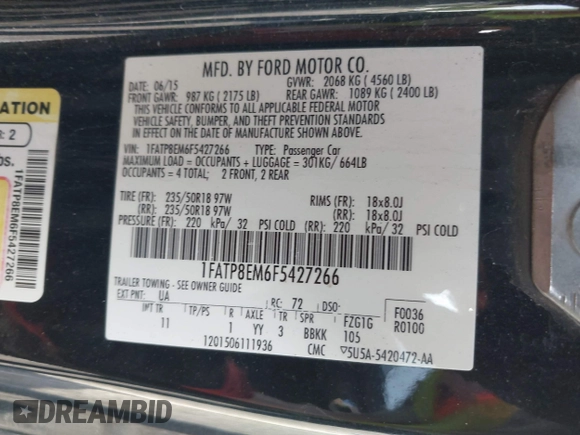 MFD. BY FORD MOTOR CO.
DATE: 06/15 GVWR: 2068 KG ( 4560 LB)
FRONT GAWR: 987 KG ( 2175 LB) REAR GAWR: 1089 KG ( 2400 LB)
THIS VEHICLE CONFORMS TO ALL APPLICABLE FEDERAL MOTOR
VEHICLE SAFETY, BUMPER, AND THEFT PREVENTION STANDARDS
IN EFFECT ON THE DATE OF MANUFACTURE SHOWN ABOVE.
VIN: 1FATP8EM6F5427266 TYPE: Passenger Car
MAXIMUM LOAD = OCCUPANTS + LUGGAGE = 301KG/ 664LB
OCCUPANTS = 4 TOTAL; 2 FRONT, 2 REAR
TIRE (FR): 235/50R18 97W RIMS (FR): 18x8.0J
(RR): 235/50R18 97W (RR): 18x8.0J
PRESSURE (FR): 220 kPa/ 32 PSI COLD (RR): 220 kPa/ 32 PSI COLD
1FATP8EM6F5427266
TRAILER TOWING - SEE OWNER GUIDE
EXT PNT: UA RC: 72 DSO: F0036
INT TR TP/PS R AXLE TR SPR FZG1G R0100
11 1 YY 3 BBKK 105
1201506111936 CMC 5U5A-5420472-AA
ATION
: 2
bs.
1FATP8EM6F5427266
DREAMBID